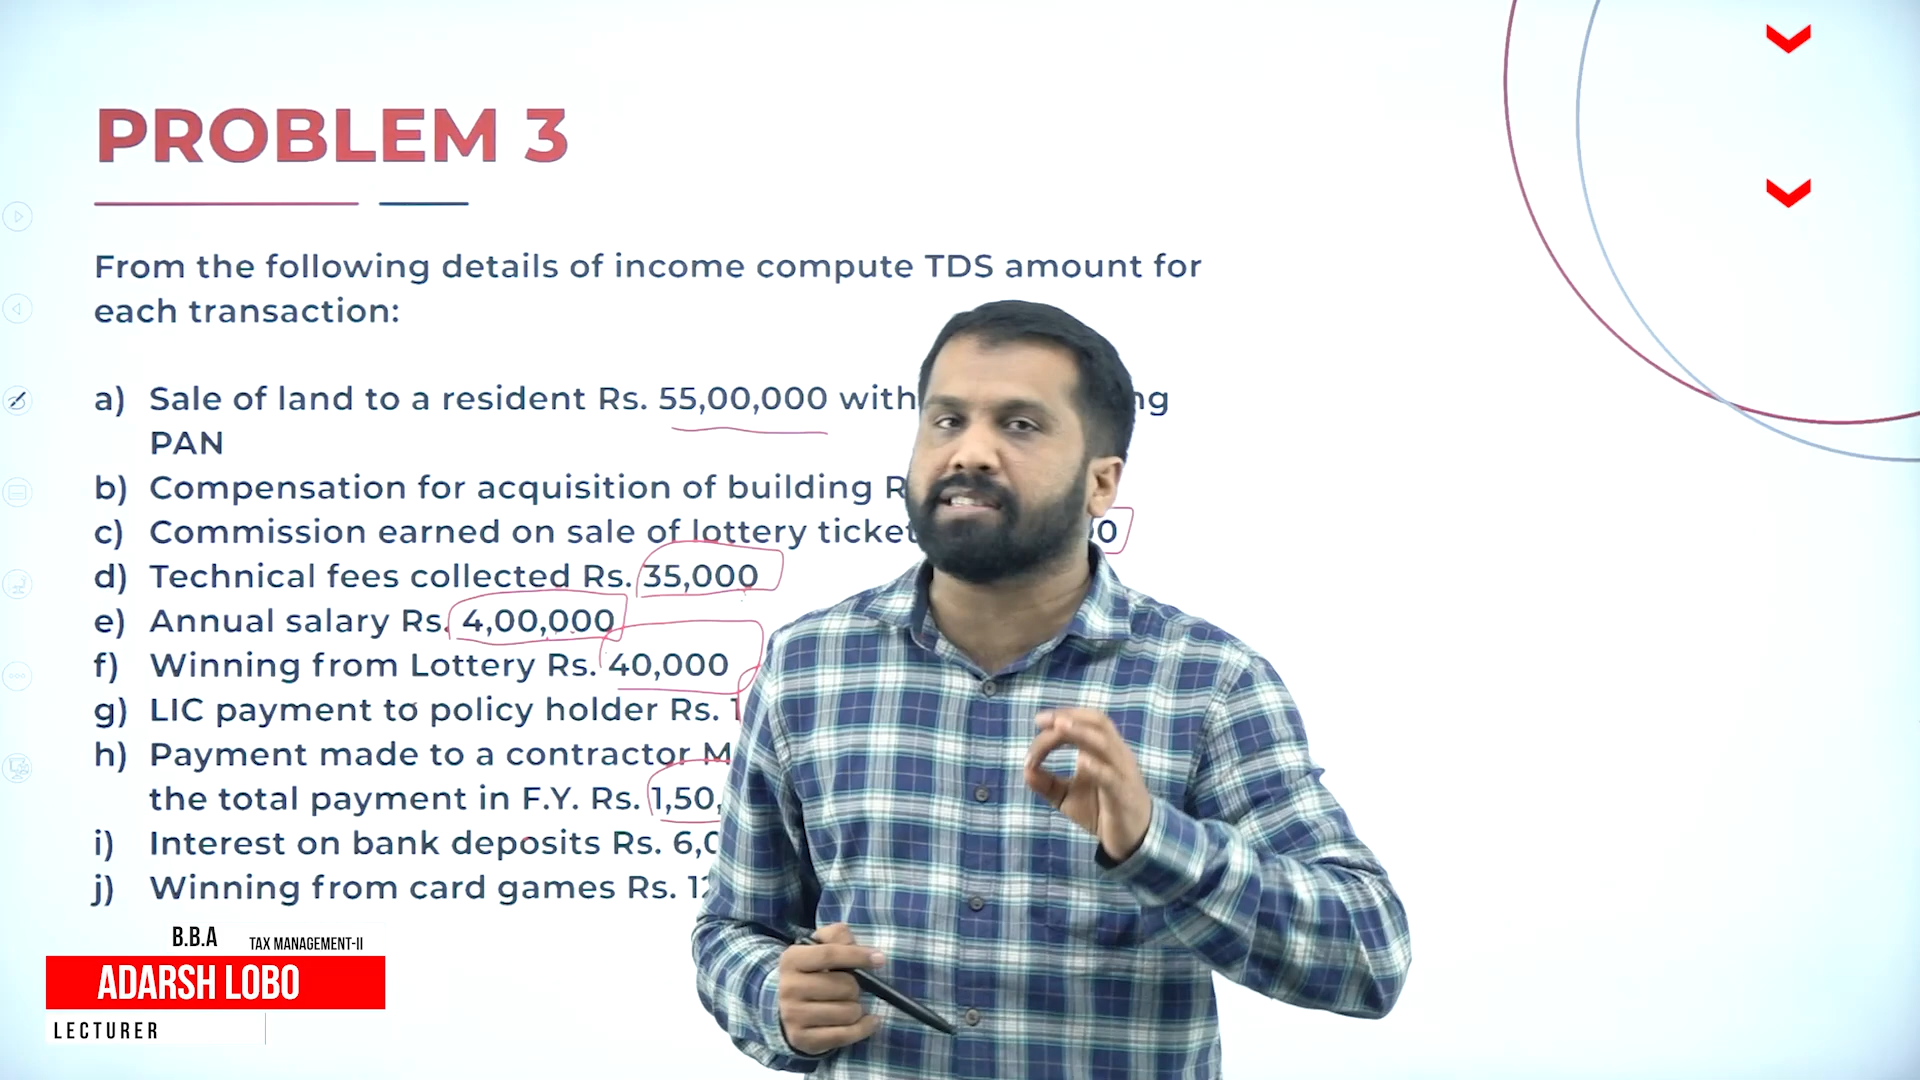 PROBLEM 3
From the following details of income compute TDS amount for
each transaction:
a) Sale of land to a resident Rs. 55,00,000
PAN
b) Compensation for acquisition of building
c) Commission earned on sale of lottery
d) Technical fees collected Rs. 35,000
e) Annual salary Rs. 4,00,000
f) Winning from Lottery Rs. 40,000
g) LIC payment to policy holder Rs.
h) Payment made to a contractor
the total payment in F.Y. Rs.
i) Interest on bank deposits Rs.
j) Winning from card games Rs.
B.B.A TAX MANAGEMENT-II
ADARSH LOBO
LECTURER